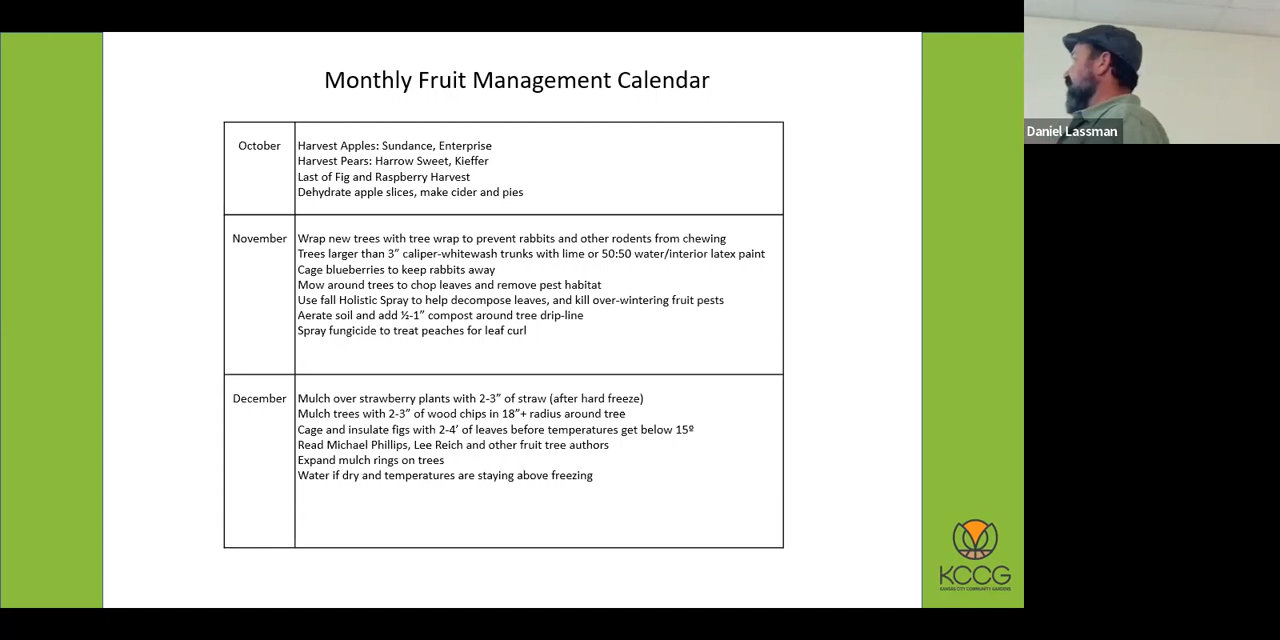 Monthly Fruit Management Calendar
October
Harvest Apples: Sundance, Enterprise
Harvest Pears: Harrow Sweet, Kieffer
Last of Fig and Raspberry Harvest
Dehydrate apple slices, make cider and pies
November
Wrap new trees with tree wrap to prevent rabbits and other rodents from chewing
Trees larger than 3” caliper-whitewash trunks with lime or 50:50 water/interior latex paint
Cage blueberries to keep rabbits away
Mow around trees to chop leaves and remove pest habitat
Use fall Holistic Spray to help decompose leaves, and kill over-wintering fruit pests
Aerate soil and add ½-1” compost around tree drip-line
Spray fungicide to treat peaches for leaf curl
December
Mulch over strawberry plants with 2-3” of straw (after hard freeze)
Mulch trees with 2-3” of wood chips in 18”+ radius around tree
Cage and insulate figs with 2-4’ of leaves before temperatures get below 15º
Read Michael Phillips, Lee Reich and other fruit tree authors
Expand mulch rings on trees
Water if dry and temperatures are staying above freezing
KCCG
KANSAS CITY COMMUNITY GARDENS
Daniel Lassman